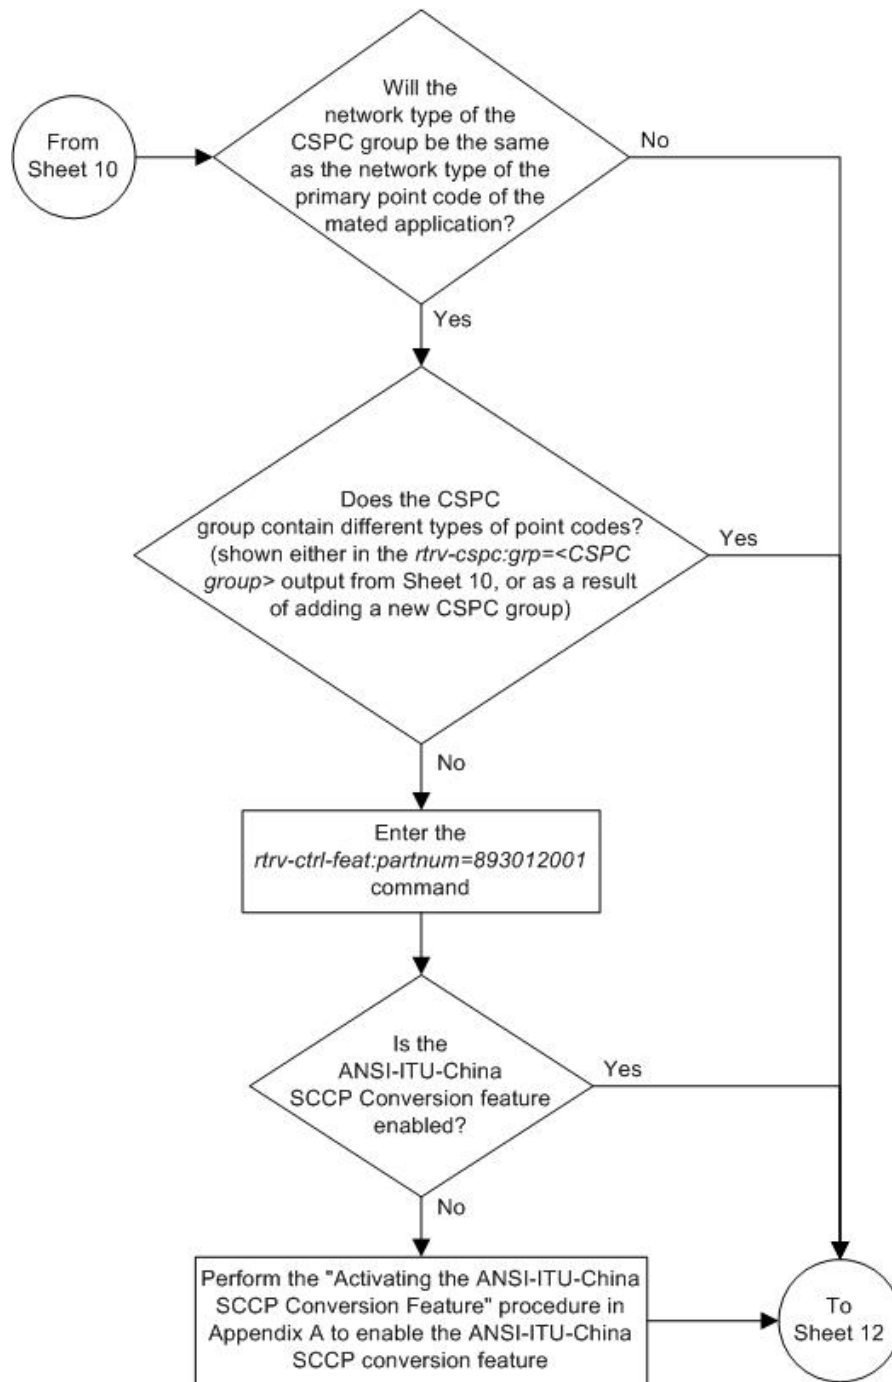 From
Sheet 10
Will the
network type of the
CSPC group be the same
as the network type of the
primary point code of the
mated application?
No
Yes
Does the CSPC
group contain different types of point codes?
(shown either in the rtrv-cspc:grp=<CSPC
group> output from Sheet 10, or as a result
of adding a new CSPC group)
Yes
No
Enter the
rtrv-ctrl-feat:partnum=893012001
command
Is the
ANSI-ITU-China
SCCP Conversion feature
enabled?
Yes
No
Perform the "Activating the ANSI-ITU-China
SCCP Conversion Feature" procedure in
Appendix A to enable the ANSI-ITU-China
SCCP conversion feature
To
Sheet 12